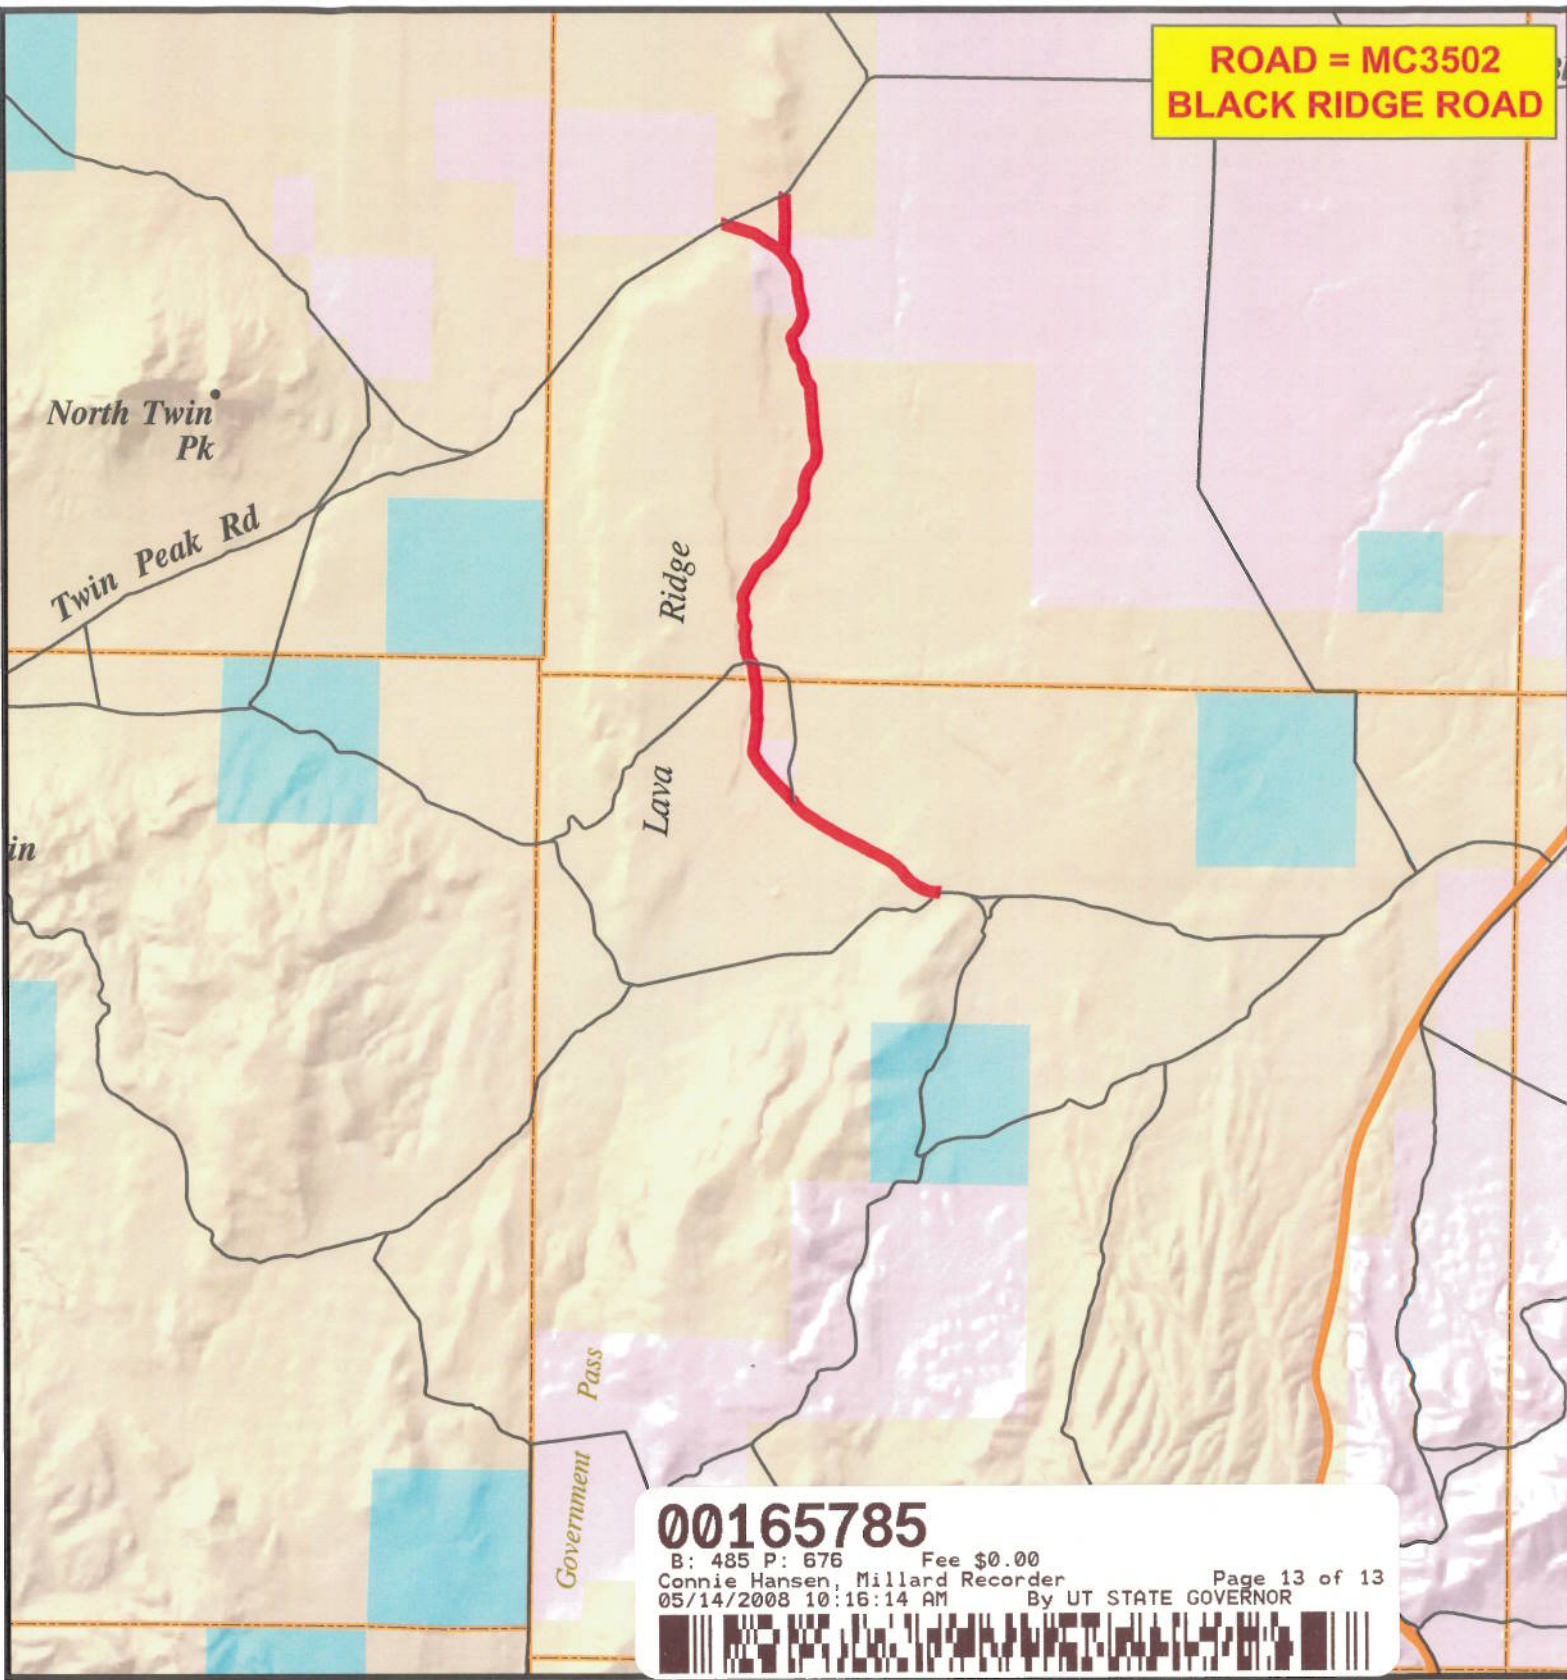 ROAD = MC3502
BLACK RIDGE ROAD
North Twin
Pk
Twin Peak Rd
Ridge
Lava
in
Pass
Government
00165785
B: 485 P: 676 Fee $0.00
Connie Hansen, Millard Recorder Page 13 of 13
05/14/2008 10:16:14 AM By UT STATE GOVERNOR